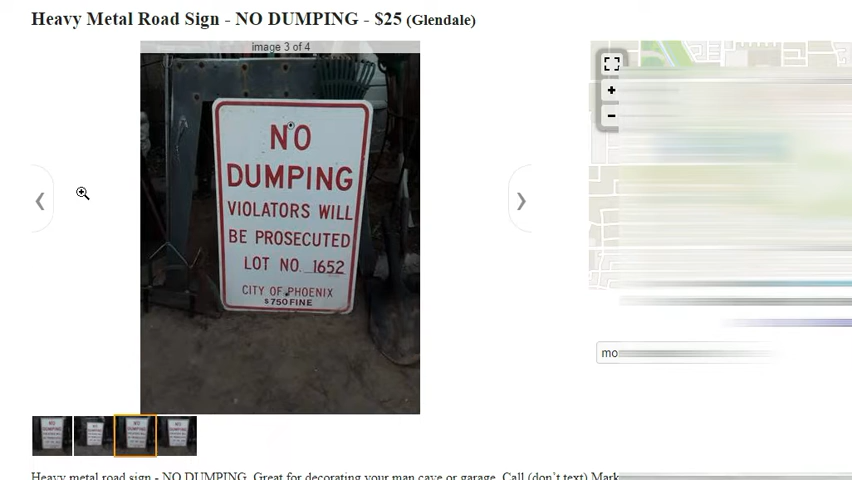 Heavy Metal Road Sign - NO DUMPING - $25 (Glendale)
image 3 of 4
NO
DUMPING
VIOLATORS WILL
BE PROSECUTED
LOT NO. 1652
CITY OF PHOENIX
$750 FINE
mo
Heavy metal road sign - NO DUMPING. Great for decorating your man cave or garage. Call (don't text) Mark